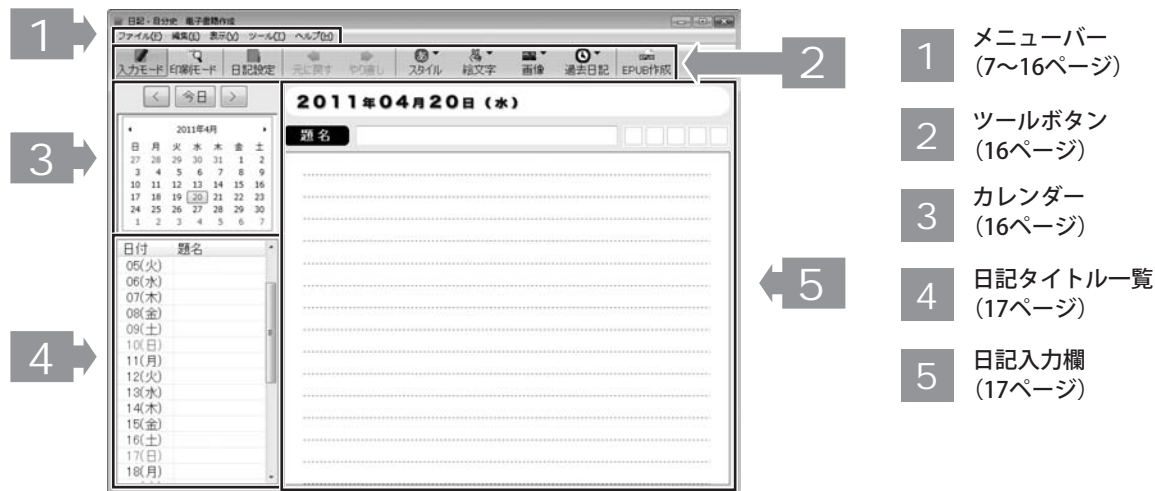 日記・自分史 電子書籍作成
ファイル(F) 編集(E) 表示(V) ツール(T) ヘルプ(H)
入力モード 印刷モード 日記設定 元に戻す やり直し スタイル 絵文字 画像 過去日記 EPUB作成
1
2
3
4
5
< 今日 >
2011年4月
日 月 火 水 木 金 土
27 28 29 30 31 1 2
3 4 5 6 7 8 9
10 11 12 13 14 15 16
17 18 19 20 21 22 23
24 25 26 27 28 29 30
1 2 3 4 5 6 7
日付 題名
05(火)
06(水)
07(木)
08(金)
09(土)
10(日)
11(月)
12(火)
13(水)
14(木)
15(金)
16(土)
17(日)
18(月)
2011年04月20日(水)
題名
1 メニューバー
(7〜16ページ)
2 ツールボタン
(16ページ)
3 カレンダー
(16ページ)
4 日記タイトル一覧
(17ページ)
5 日記入力欄
(17ページ)